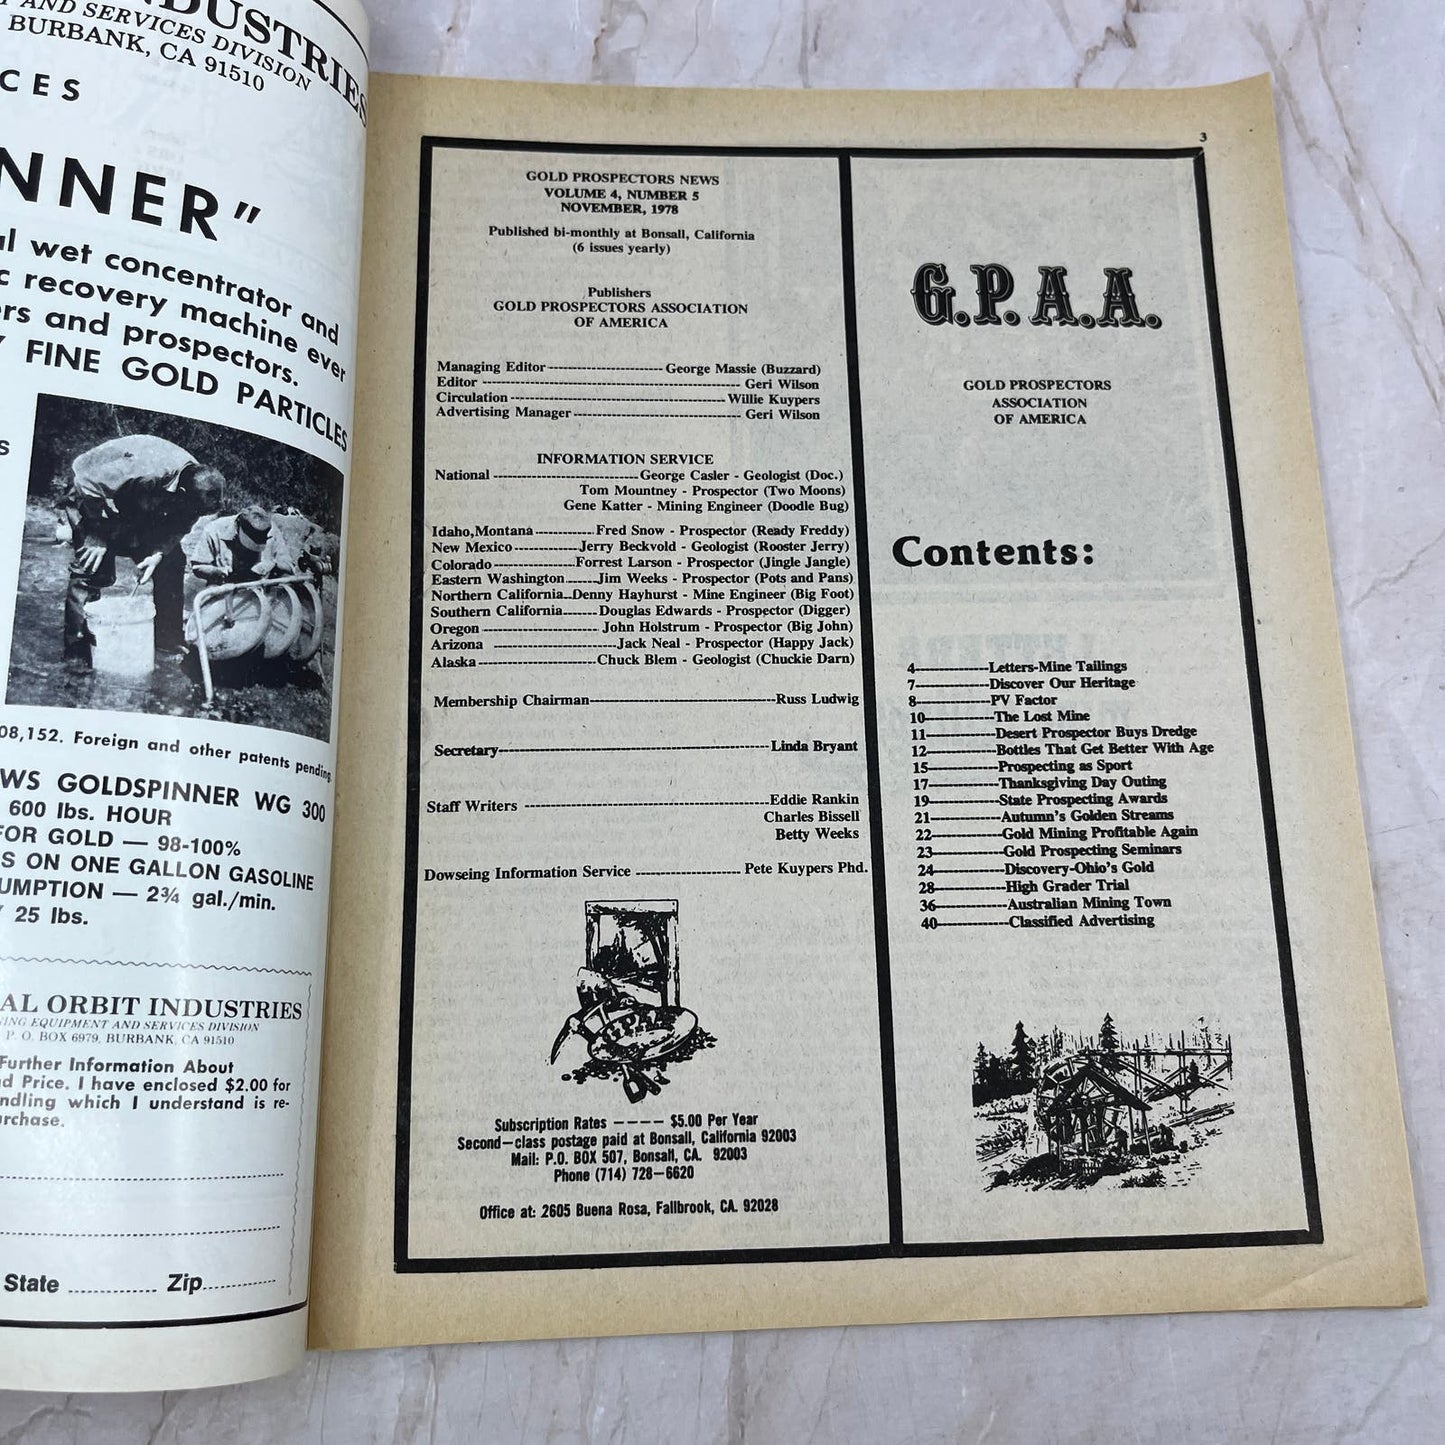 INDUSTRIES
AND SERVICES DIVISION
BURBANK, CA 91510
CES
NNER"
wet concentrator and
recovery machine ever
ers and prospectors.
FINE GOLD PARTICLES
S
08,152. Foreign and other patents pending
WS GOLDSPINNER WG 300
600 lbs. HOUR
FOR GOLD — 98-100%
S ON ONE GALLON GASOLINE
UMPTION — 2¾ gal./min.
25 lbs.
AL ORBIT INDUSTRIES
NING EQUIPMENT AND SERVICES DIVISION
P. O. BOX 6979, BURBANK, CA 91510
Further Information About
nd Price. I have enclosed $2.00 for
ndling which I understand is re-
urchase.
State ............. Zip.............
3
GOLD PROSPECTORS NEWS
VOLUME 4, NUMBER 5
NOVEMBER, 1978
Published bi-monthly at Bonsall, California
(6 issues yearly)
Publishers
GOLD PROSPECTORS ASSOCIATION
OF AMERICA
Managing Editor -------------------------- George Massie (Buzzard)
Editor -------------------------- Geri Wilson
Circulation -------------------------- Willie Kuypers
Advertising Manager -------------------------- Geri Wilson
INFORMATION SERVICE
National -------------------------- George Casler - Geologist (Doc.)
Tom Mountney - Prospector (Two Moons)
Gene Katter - Mining Engineer (Doodle Bug)
Idaho,Montana ------------- Fred Snow - Prospector (Ready Freddy)
New Mexico ------------- Jerry Beckvold - Geologist (Rooster Jerry)
Colorado ------------- Forrest Larson - Prospector (Jingle Jangle)
Eastern Washington ------- Jim Weeks - Prospector (Pots and Pans)
Northern California -- Denny Hayhurst - Mine Engineer (Big Foot)
Southern California ------- Douglas Edwards - Prospector (Digger)
Oregon -------------------------- John Holstrum - Prospector (Big John)
Arizona -------------------------- Jack Neal - Prospector (Happy Jack)
Alaska -------------------------- Chuck Blem - Geologist (Chuckie Darn)
Membership Chairman -------------------------- Russ Ludwig
Secretary -------------------------- Linda Bryant
Staff Writers -------------------------- Eddie Rankin
Charles Bissell
Betty Weeks
Dowseing Information Service -------------------------- Pete Kuypers Phd.
GPAA
Subscription Rates — — — — $5.00 Per Year
Second—class postage paid at Bonsall, California 92003
Mail: P.O. BOX 507, Bonsall, CA. 92003
Phone (714) 728—6620
Office at: 2605 Buena Rosa, Fallbrook, CA. 92028
G.P.A.A.
GOLD PROSPECTORS
ASSOCIATION
OF AMERICA
Contents:
4---------------Letters-Mine Tailings
7---------------Discover Our Heritage
8---------------PV Factor
10---------------The Lost Mine
11---------------Desert Prospector Buys Dredge
12---------------Bottles That Get Better With Age
15---------------Prospecting as Sport
17---------------Thanksgiving Day Outing
19---------------State Prospecting Awards
21---------------Autumn's Golden Streams
22---------------Gold Mining Profitable Again
23---------------Gold Prospecting Seminars
24---------------Discovery-Ohio's Gold
28---------------High Grader Trial
36---------------Australian Mining Town
40---------------Classified Advertising